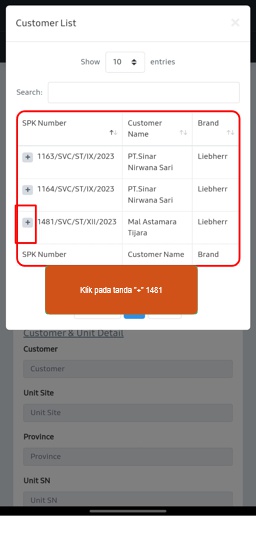 Customer List
×
Show 10 entries
Search:
SPK Number Customer Name Brand
+ 1163/SVC/ST/IX/2023 PT.Sinar Nirwana Sari Liebherr
+ 1164/SVC/ST/IX/2023 PT.Sinar Nirwana Sari Liebherr
+ 1481/SVC/ST/XII/2023 Mal Astamara Tijara Liebherr
SPK Number Customer Name Brand
Klik pada tanda "+" 1481
Customer & Unit Detail
Customer
Customer
Unit Site
Unit Site
Province
Province
Unit SN
Unit SN